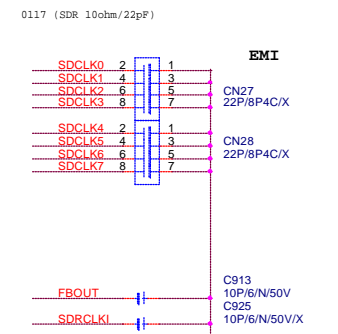 0117 (SDR 10ohm/22pF)
EMI
SDCLK0 2 1
SDCLK1 4 3
SDCLK2 6 5
SDCLK3 8 7
CN27
22P/8P4C/X
SDCLK4 2 1
SDCLK5 4 3
SDCLK6 6 5
SDCLK7 8 7
CN28
22P/8P4C/X
C913
FBOUT 10P/6/N/50V
C925
SDRCLKI 10P/6/N/50V/X